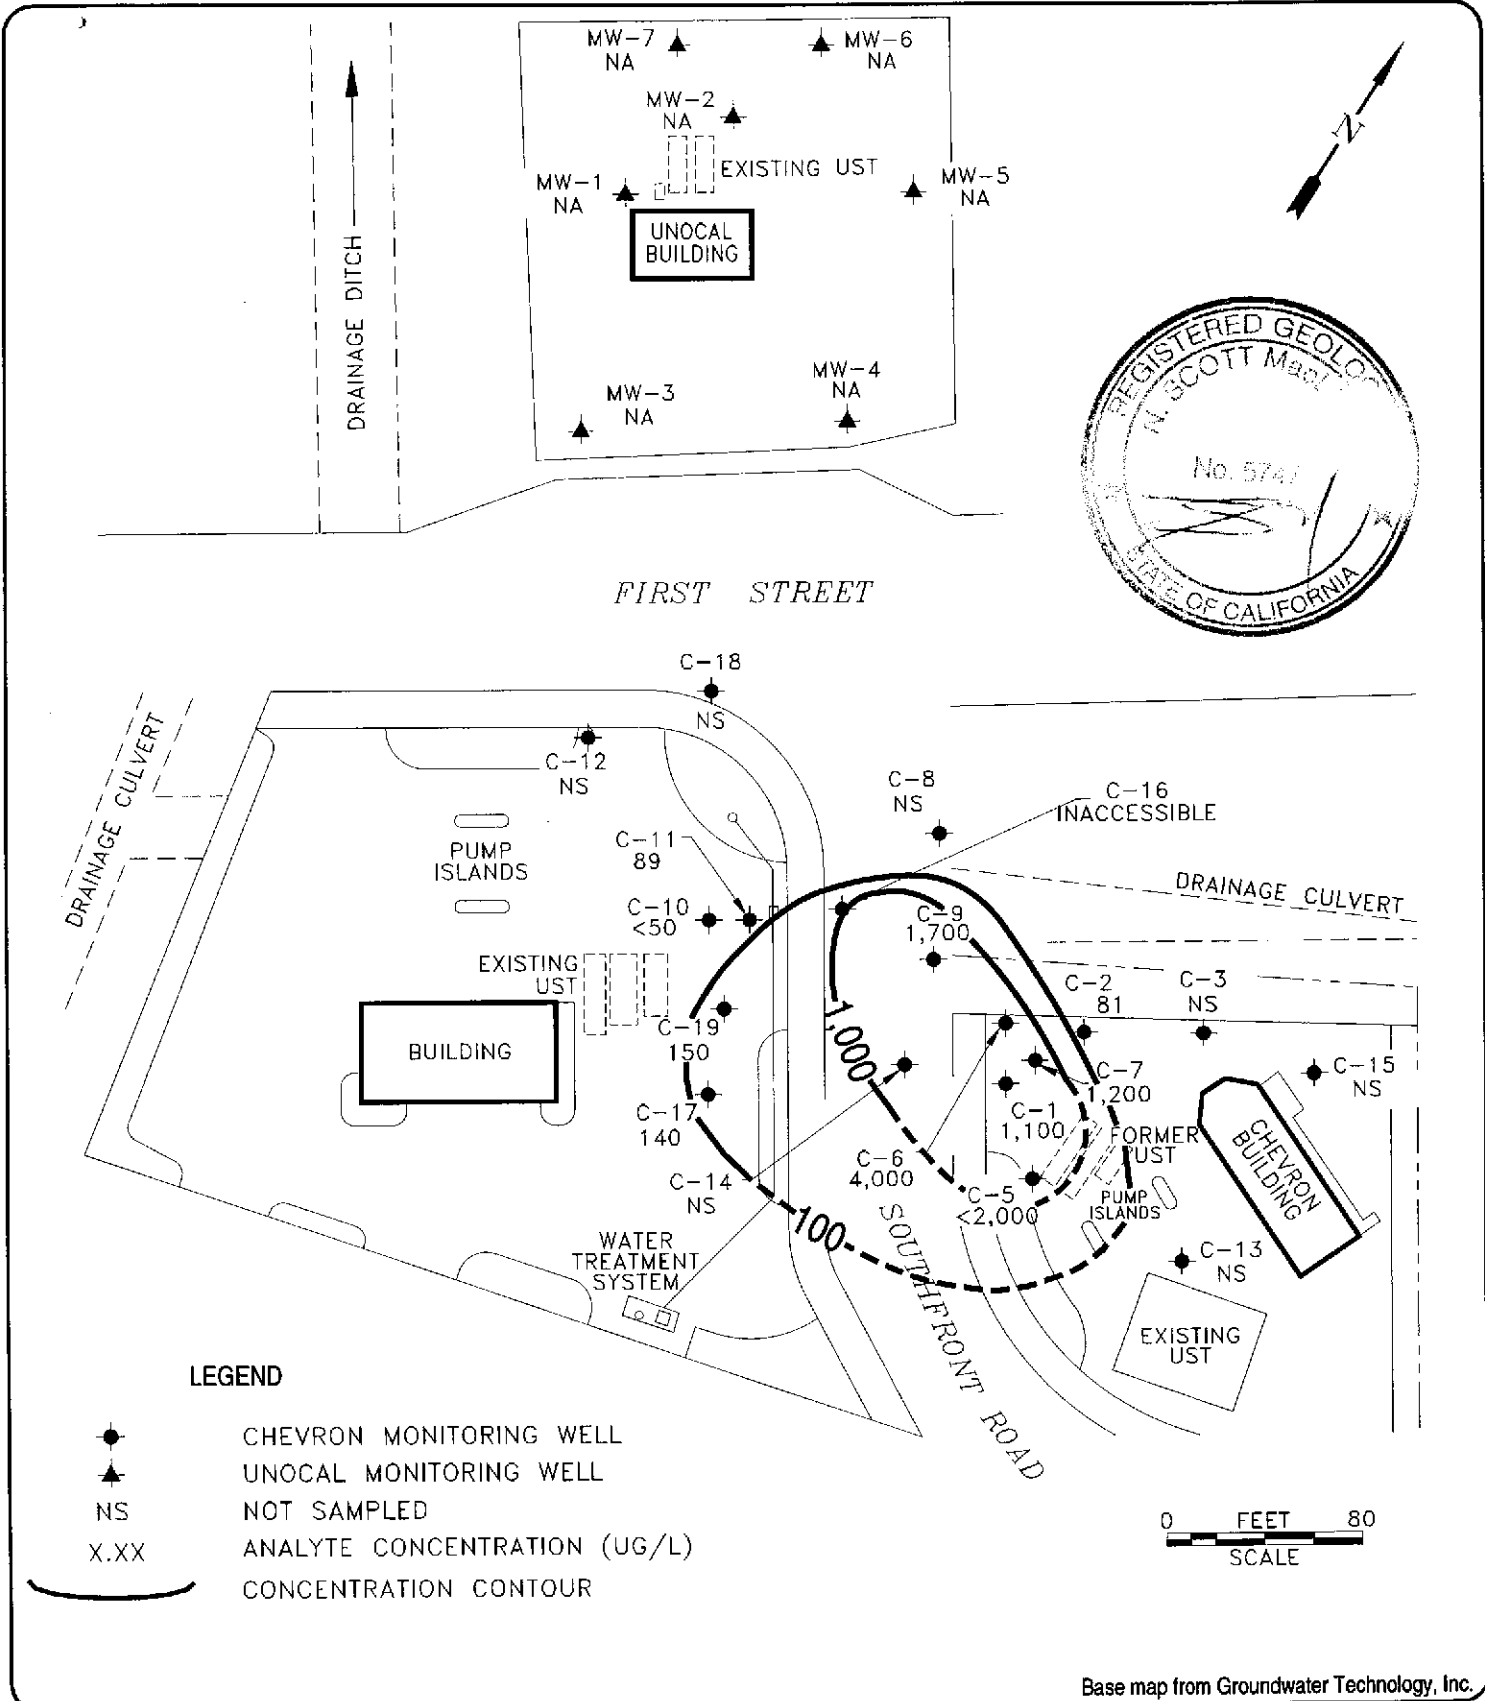 MW-7
NA
MW-6
NA
MW-2
NA
EXISTING UST
MW-1
NA
MW-5
NA
UNOCAL
BUILDING
N
DRAINAGE DITCH
MW-3
NA
MW-4
NA
REGISTERED
N. SCOTT
No. 574
STATE OF CALIFORNIA
FIRST STREET
C-18
NS
C-12
NS
DRAINAGE CULVERT
C-8
NS
C-16
INACCESSIBLE
PUMP
ISLANDS
C-11
89
C-10
<50
C-9
1,700
DRAINAGE CULVERT
EXISTING
UST
C-2
81
C-3
NS
C-19
150
1,000
BUILDING
C-7
1,200
C-15
NS
C-17
140
C-1
1,100
FORMER
UST
CHEVRON
BUILDING
C-6
4,000
C-14
NS
C-5
<2,000
PUMP
ISLANDS
100
SOUTHFRONT ROAD
WATER
TREATMENT
SYSTEM
C-13
NS
EXISTING
UST
LEGEND
CHEVRON MONITORING WELL
UNOCAL MONITORING WELL
NS NOT SAMPLED
X.XX ANALYTE CONCENTRATION (UG/L)
CONCENTRATION CONTOUR
0 FEET 80
SCALE
Base map from Groundwater Technology, Inc.